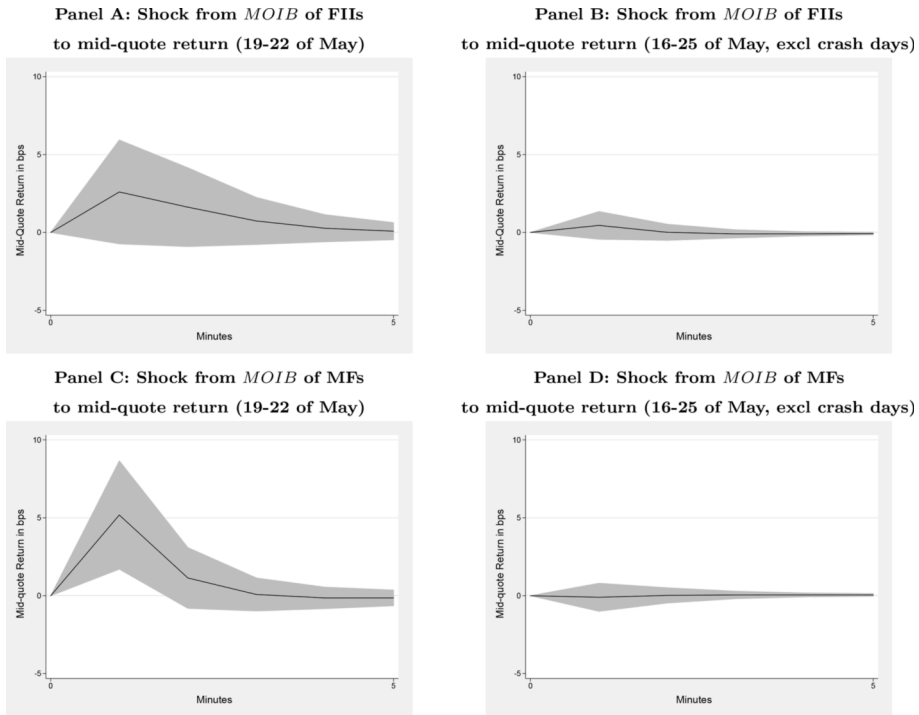 Panel A: Shock from MOIB of FIIs
to mid-quote return (19-22 of May)
10
5
0
-5
Mid-Quote Return in bps
0
5
Minutes
Panel B: Shock from MOIB of FIIs
to mid-quote return (16-25 of May, excl crash days)
10
5
0
-5
Mid-Quote Return in bps
0
5
Minutes
Panel C: Shock from MOIB of MFs
to mid-quote return (19-22 of May)
10
5
0
-5
Mid-quote Return in bps
0
5
Minutes
Panel D: Shock from MOIB of MFs
to mid-quote return (16-25 of May, excl crash days)
10
5
0
-5
Mid-quote Return in bps
0
5
Minutes